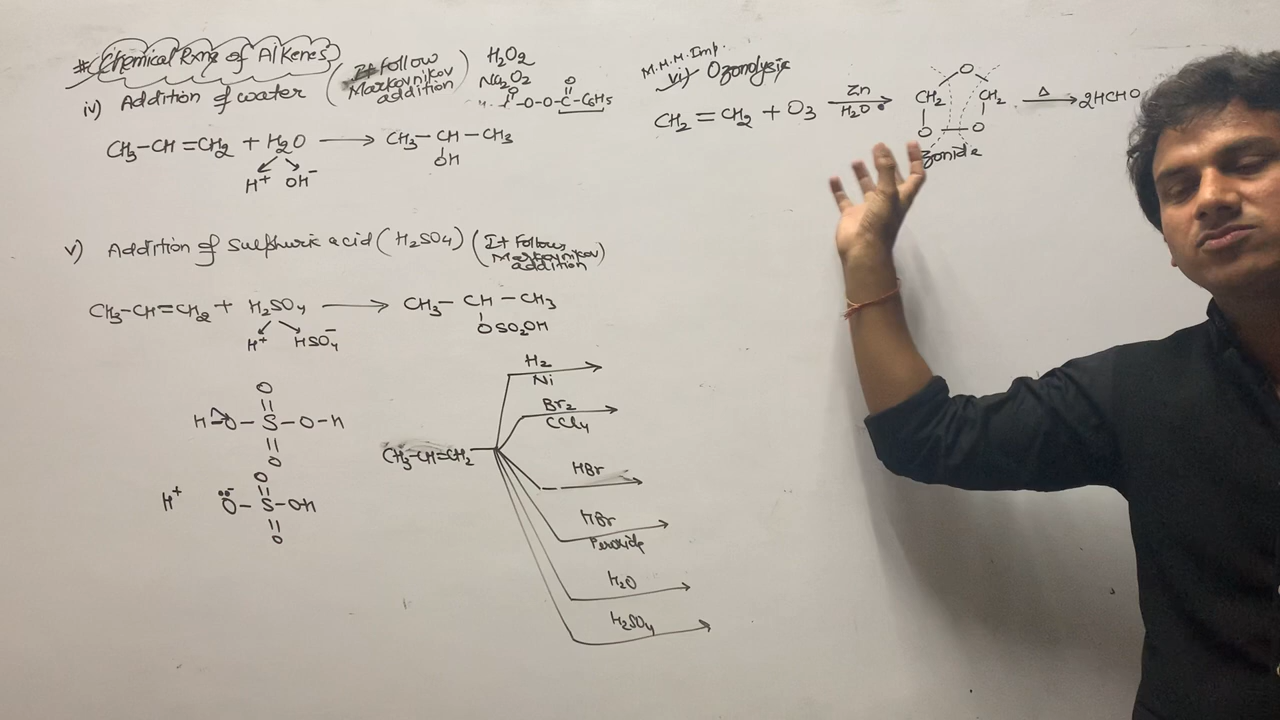 # Chemical Rxns of Alkenes
(It Follow Markovnikov addition)
H2O2
Na2O2
O
-O-O-C-C6H5
iv) Addition of water
CH3-CH=CH2 + H2O → CH3-CH-CH3
OH
H+ OH-
v) Addition of Sulphuric acid (H2SO4) (It Follows Markovnikov addition)
CH3-CH=CH2 + H2SO4 → CH3-CH-CH3
OSO2OH
H+ HSO4-
O
H-O-S-O-H
O
O
H+ O- -S-OH
O
CH3-CH=CH2
H2
Ni
Br2
CCl4
HBr
HBr
Peroxide
H2O
H2SO4
M.M.M.Imp.
vi) Ozonolysis
CH2=CH2 + O3
Zn
H2O
O
CH2 CH2
O-O
zonide
Δ
→ 2HCHO